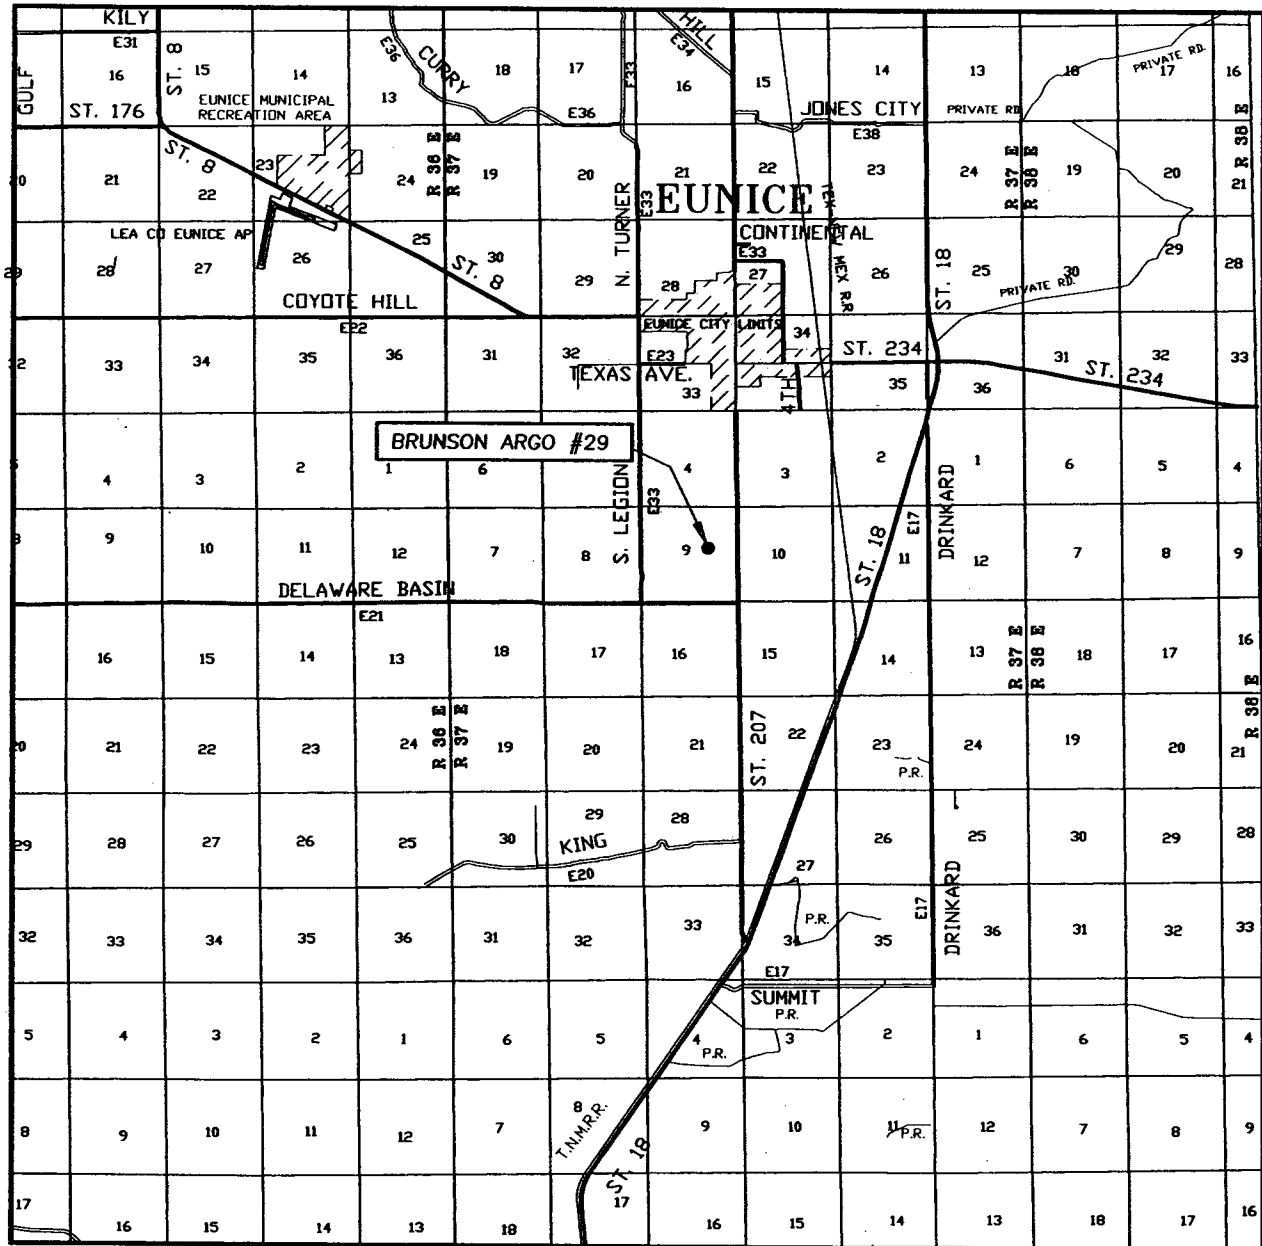 KILY
E31
GULF
ST. 8
16 15 14 13
E36
CURRY
18 17
E33
HILL
E34
16 15 14 13 18
PRIVATE RD.
17 16
ST. 176
EUNICE MUNICIPAL
RECREATION AREA
E36
JONES CITY
E38
PRIVATE RD.
R 38 E
ST. 8
20 21 22 23 24
R 36 E
R 37 E
19 20 21 22 23 24
R 37 E
R 38 E
19 20 21
N. TURNER
E33
EUNICE
TEX NEW MEX R.R
CONTINENTAL
E33
LEA CO EUNICE AP
29 28 27 26 25 30 29 28 27 26 25 30 29 28
ST. 8
ST. 18
PRIVATE RD.
COYOTE HILL
E22
EUNICE CITY LIMITS
32 33 34 35 36 31 32
E23
TEXAS AVE.
33 34
ST. 234
35 36 31 32 33
ST. 234
4TH
BRUNSON ARGO #29
4 3 2 1 6
S. LEGION
E33
4 3 2 1 6 5 4
DRINKARD
E17
9 10 11 12 7 8 9 10
ST. 18
11 12 7 8 9
DELAWARE BASIN
E21
16 15 14 13 18 17 16 15 14 13
R 37 E
R 38 E
18 17 16
R 38 E
20 21 22 23 24
R 36 E
R 37 E
19 20 21
ST. 207
22 23 24 19 20 21
P.R.
29 28 27 26 25 30 29 28
KING
E20
27 26 25 30 29 28
P.R.
E17
DRINKARD
32 33 34 35 36 31 32 33 34 35 36 31 32 33
E17
SUMMIT
P.R.
5 4 3 2 1 6 5 4 3 2 1 6 5 4
P.R.
8 9 10 11 12 7 8
T.N.M.R.R.
ST. 18
9 10 11
P.R.
12 7 8 9
17 16 15 14 13 18 17 16 15 14 13 18 17 16